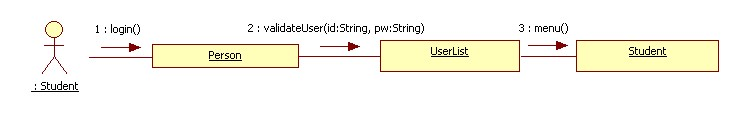 1 : login()
2 : validateUser(id:String, pw:String)
3 : menu()
Person
UserList
Student
: Student